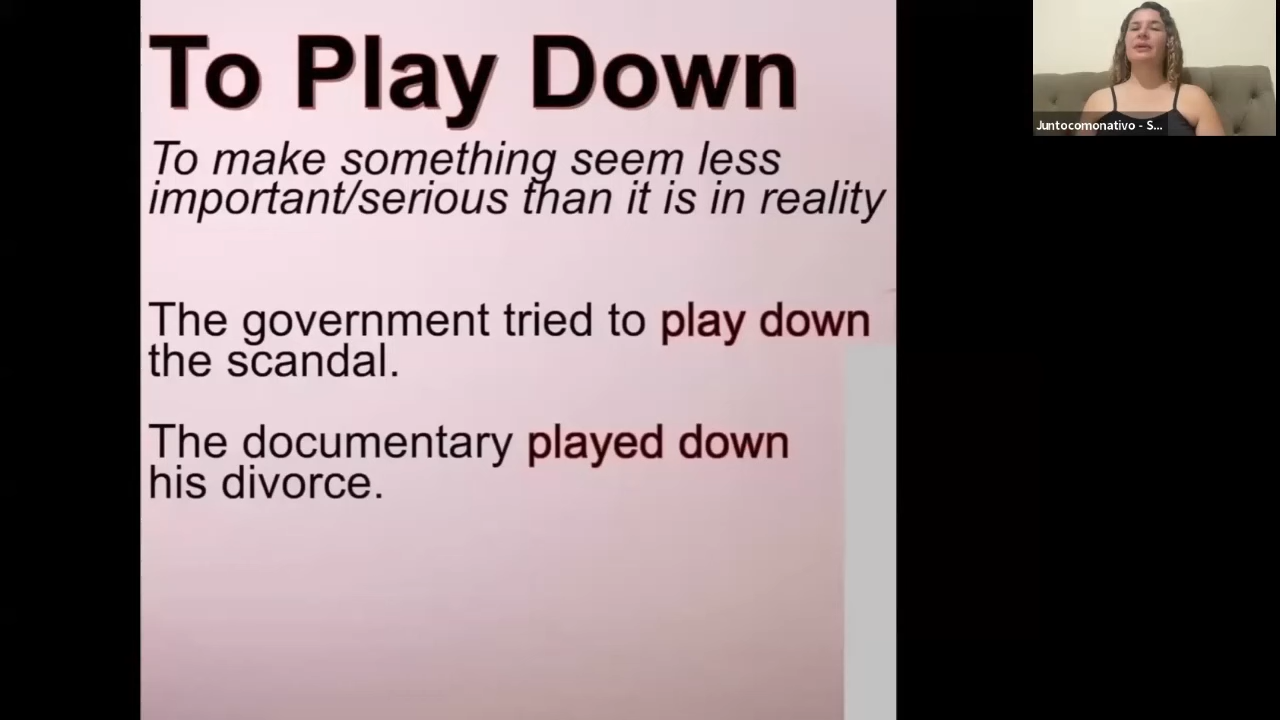 To Play Down
To make something seem less
important/serious than it is in reality
The government tried to play down
the scandal.
The documentary played down
his divorce.
Juntocomonativo - S...